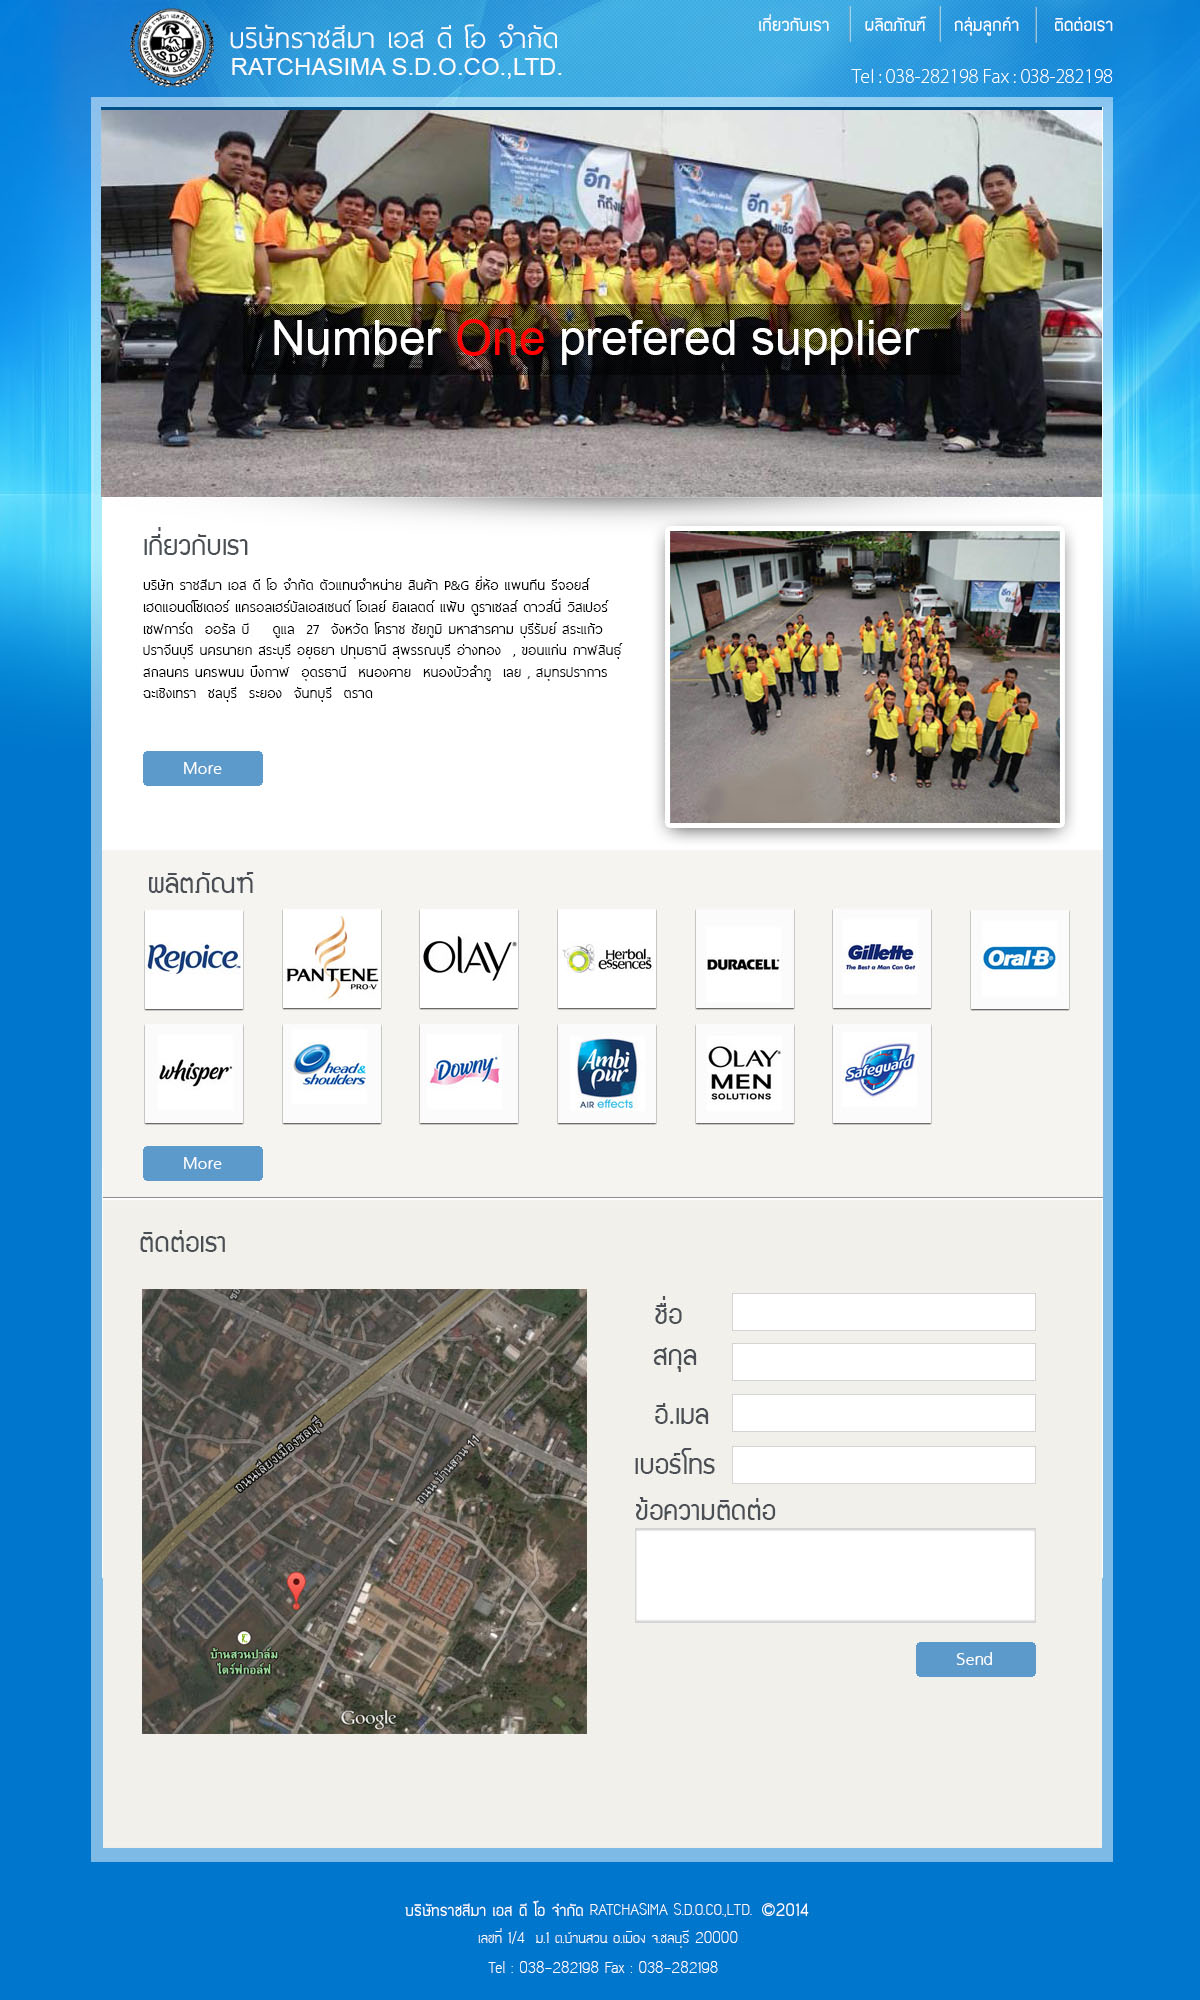 บริษัทราชสีมา เอส ดี โอ จำกัด
RATCHASIMA S.D.O.CO.,LTD.
เกี่ยวกับเรา
ผลิตภัณฑ์
กลุ่มลูกค้า
ติดต่อเรา
Tel : 038-282198 Fax : 038-282198
อีก+1
ก็ถึง
อีก+1
แล้ว
Number One prefered supplier
เกี่ยวกับเรา
บริษัท ราชสีมา เอส ดี โอ จำกัด ตัวแทนจำหน่าย สินค้า P&G ยี่ห้อ แพนทีน รีจอยส์
เฮดแอนด์โชเดอร์ แครอลเฮร์บัลเอสเซนต์ โอเลย์ ยิลเลตต์ แฟ้บ ดูราเซลส์ ดาวส์นี่ วิสเปอร์
เซฟการ์ด ออรัล บี ดูแล 27 จังหวัด โคราช ชัยภูมิ มหาสารคาม บุรีรัมย์ สระแก้ว
ปราจีนบุรี นครนายก สระบุรี อยุธยา ปทุมธานี สุพรรณบุรี อ่างทอง , ขอนแก่น กาฬสินธุ์
สกลนคร นครพนม บึงกาฬ อุดรธานี หนองคาย หนองบัวลำภู เลย , สมุทรปราการ
ฉะเชิงเทรา ชลบุรี ระยอง จันทบุรี ตราด
More
ผลิตภัณฑ์
Rejoice
PANTENE
PRO-V
OLAY
Herbal
essences
DURACELL
Gillette
The Best a Man Can Get
Oral-B
whisper
head&
shoulders
Downy
Ambi
pur
AIR effects
OLAY
MEN
SOLUTIONS
Safeguard
More
ติดต่อเรา
ถนนเลี่ยงเมืองชลบุรี
ถนน บ้านสวน 11
บ้านสวนปาล์ม
ไดร์ฟกอล์ฟ
Google
ชื่อ
สกุล
อี.เมล
เบอร์โทร
ข้อความติดต่อ
Send
บริษัทราชสีมา เอส ดี โอ จำกัด RATCHASIMA S.D.O.CO.,LTD. ©2014
เลขที่ 1/4 ม.1 ต.บ้านสวน อ.เมือง จ.ชลบุรี 20000
Tel : 038-282198 Fax : 038-282198